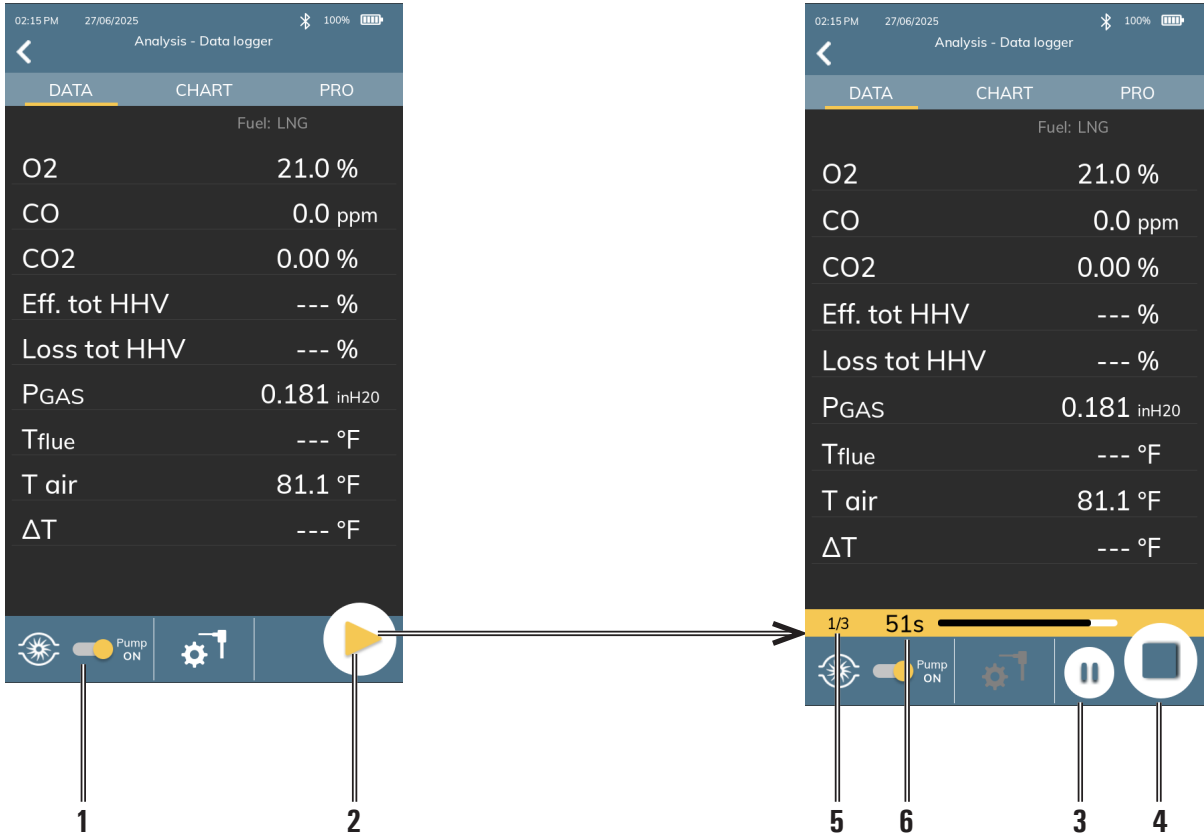 02:15 PM 27/06/2025 100%
Analysis - Data logger
DATA CHART PRO
Fuel: LNG
O2 21.0 %
CO 0.0 ppm
CO2 0.00 %
Eff. tot HHV --- %
Loss tot HHV --- %
PGAS 0.181 inH20
Tflue --- °F
T air 81.1 °F
ΔT --- °F
Pump
ON
1 2
02:15 PM 27/06/2025 100%
Analysis - Data logger
DATA CHART PRO
Fuel: LNG
O2 21.0 %
CO 0.0 ppm
CO2 0.00 %
Eff. tot HHV --- %
Loss tot HHV --- %
PGAS 0.181 inH20
Tflue --- °F
T air 81.1 °F
ΔT --- °F
1/3 51s
Pump
ON
5 6 3 4